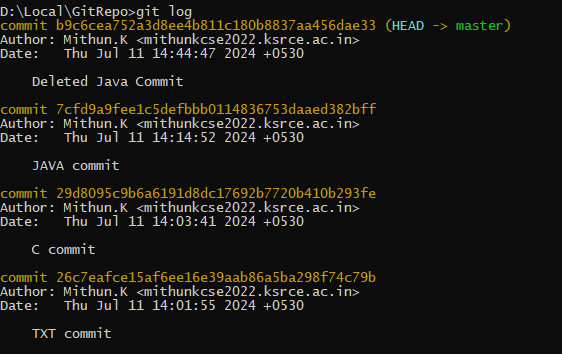 D:\Local\GitRepo>git log
commit b9c6cea752a3d8ee4b811c180b8837aa456dae33 (HEAD -> master)
Author: Mithun.K <mithunkcse2022.ksrce.ac.in>
Date:   Thu Jul 11 14:44:47 2024 +0530
    Deleted Java Commit
commit 7cfd9a9fee1c5defbbb0114836753daaed382bff
Author: Mithun.K <mithunkcse2022.ksrce.ac.in>
Date:   Thu Jul 11 14:14:52 2024 +0530
    JAVA commit
commit 29d8095c9b6a6191d8dc17692b7720b410b293fe
Author: Mithun.K <mithunkcse2022.ksrce.ac.in>
Date:   Thu Jul 11 14:03:41 2024 +0530
    C commit
commit 26c7eafce15af6ee16e39aab86a5ba298f74c79b
Author: Mithun.K <mithunkcse2022.ksrce.ac.in>
Date:   Thu Jul 11 14:01:55 2024 +0530
    TXT commit